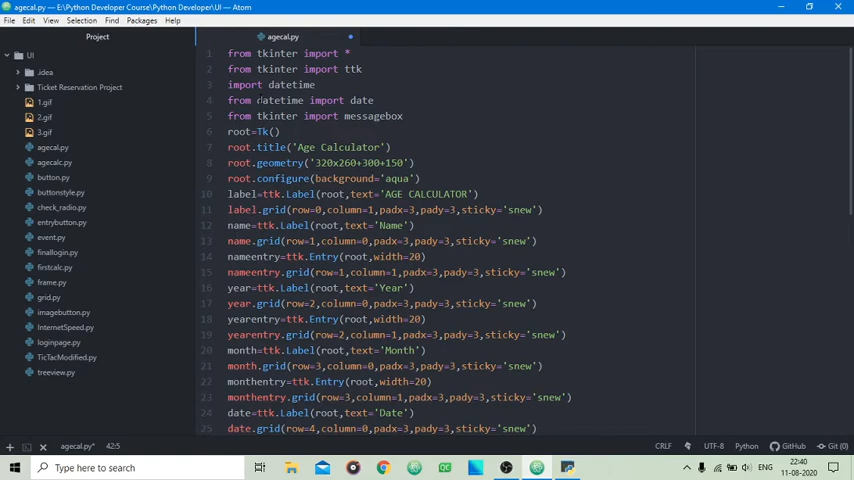 agecal.py — E:\Python Developer Course\Python Developer\UI — Atom
File Edit View Selection Find Packages Help
Project
agecal.py
UI
.idea
Ticket Reservation Project
1.gif
2.gif
3.gif
agecal.py
agecalc.py
button.py
buttonstyle.py
check_radio.py
entrybutton.py
event.py
finallogin.py
firstcalc.py
frame.py
grid.py
imagebutton.py
InternetSpeed.py
loginpage.py
TicTacModified.py
treeview.py
1 from tkinter import *
2 from tkinter import ttk
3 import datetime
4 from datetime import date
5 from tkinter import messagebox
6 root=Tk()
7 root.title('Age Calculator')
8 root.geometry('320x260+300+150')
9 root.configure(background='aqua')
10 label=ttk.Label(root,text='AGE CALCULATOR')
11 label.grid(row=0,column=1,padx=3,pady=3,sticky='snew')
12 name=ttk.Label(root,text='Name')
13 name.grid(row=1,column=0,padx=3,pady=3,sticky='snew')
14 nameentry=ttk.Entry(root,width=20)
15 nameentry.grid(row=1,column=1,padx=3,pady=3,sticky='snew')
16 year=ttk.Label(root,text='Year')
17 year.grid(row=2,column=0,padx=3,pady=3,sticky='snew')
18 yearentry=ttk.Entry(root,width=20)
19 yearentry.grid(row=2,column=1,padx=3,pady=3,sticky='snew')
20 month=ttk.Label(root,text='Month')
21 month.grid(row=3,column=0,padx=3,pady=3,sticky='snew')
22 monthentry=ttk.Entry(root,width=20)
23 monthentry.grid(row=3,column=1,padx=3,pady=3,sticky='snew')
24 date=ttk.Label(root,text='Date')
25 date.grid(row=4,column=0,padx=3,pady=3,sticky='snew')
agecal.py* 42:5 CRLF UTF-8 Python GitHub Git (0)
Type here to search
QC
ENG
22:40
11-08-2020